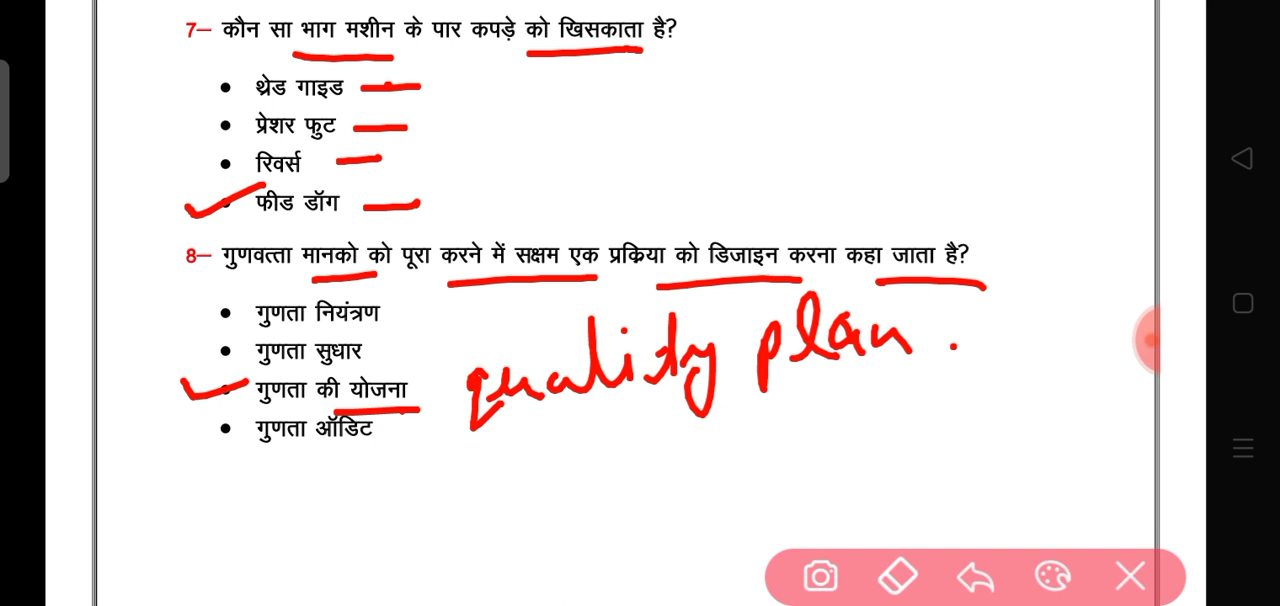 7– कौन सा भाग मशीन के पार कपड़े को खिसकाता है?
• थ्रेड गाइड
• प्रेशर फुट
• रिवर्स
• फीड डॉग
8– गुणवत्ता मानको को पूरा करने में सक्षम एक प्रक्रिया को डिजाइन करना कहा जाता है?
• गुणता नियंत्रण
• गुणता सुधार
• गुणता की योजना
• गुणता ऑडिट
quality plan.